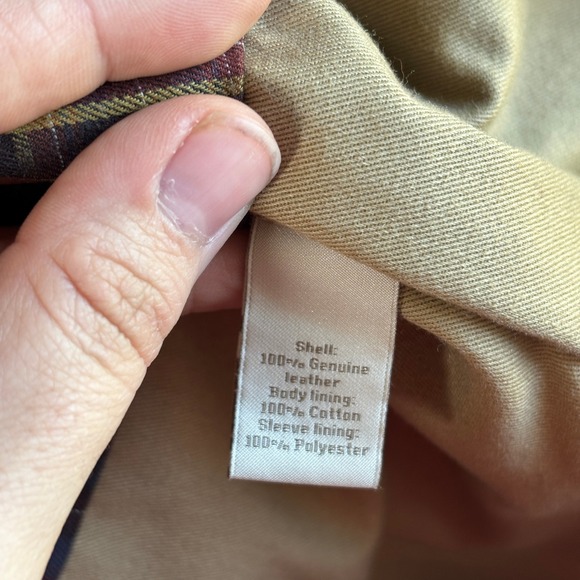 Shell:
100% Genuine
leather
Body lining:
100% Cotton
Sleeve lining:
100% Polyester